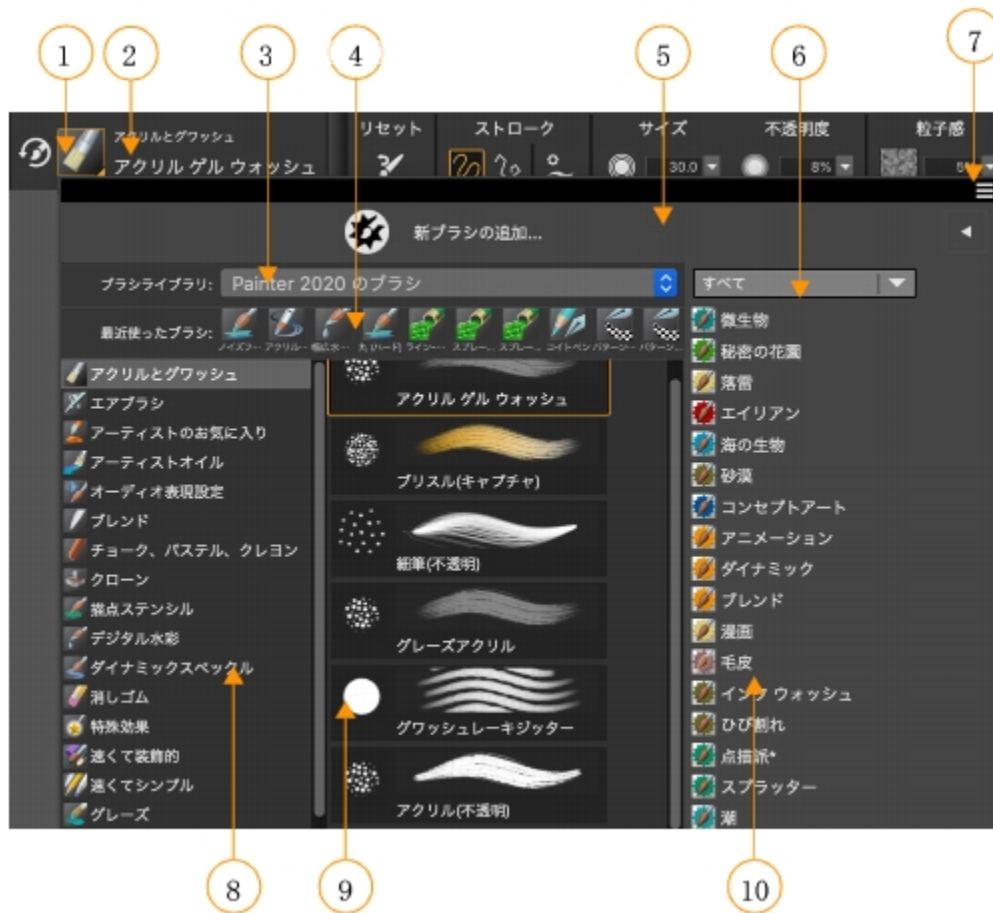 1 2 3 4 5 6 7
アクリルとグワッシュ
アクリル ゲル ウォッシュ
リセット ストローク サイズ 不透明度 粒子感
30.0 8%
新ブラシの追加...
ブラシライブラリ: Painter 2020 のブラシ すべて
最近使ったブラシ:
アクリルとグワッシュ
エアブラシ
アーティストのお気に入り
アーティストオイル
オーディオ表現設定
ブレンド
チョーク、パステル、クレヨン
クローン
描点ステンシル
デジタル水彩
ダイナミックスペックル
消しゴム
特殊効果
速くて装飾的
速くてシンプル
グレーズ
アクリル ゲル ウォッシュ
ブリスル(キャプチャ)
細筆(不透明)
グレーズアクリル
グワッシュレーキジッター
アクリル(不透明)
微生物
秘密の花園
落雷
エイリアン
海の生物
砂漠
コンセプトアート
アニメーション
ダイナミック
ブレンド
漫画
毛皮
インク ウォッシュ
ひび割れ
点描派*
スプラッター
潮
8 9 10